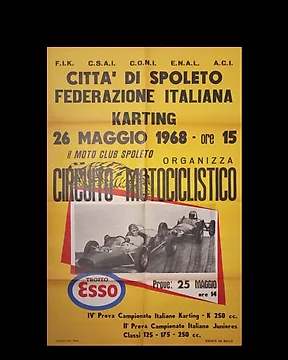 F.I.K. C.S.A.I. C.O.N.I. E.N.A.L. A.C.I.
CITTA' DI SPOLETO
FEDERAZIONE ITALIANA
KARTING
26 MAGGIO 1968 - ore 15
il MOTO CLUB SPOLETO
ORGANIZZA
CIRCUITO MOTOCICLISTICO
TROFEO
Esso
Prove: 25 MAGGIO
ore 14
IV Prova Campionato Italiano Karting - K 250 cc.
II Prova Campionato Italiano Juniores
Classi 125 - 175 - 250 cc.